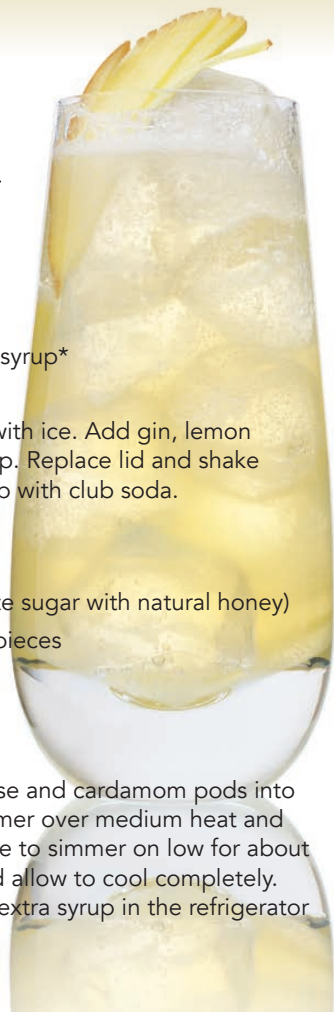 syrup*
with ice. Add gin, lemon
Replace lid and shake
with club soda.
sugar with natural honey)
pieces
and cardamom pods into
over medium heat and
to simmer on low for about
allow to cool completely.
extra syrup in the refrigerator